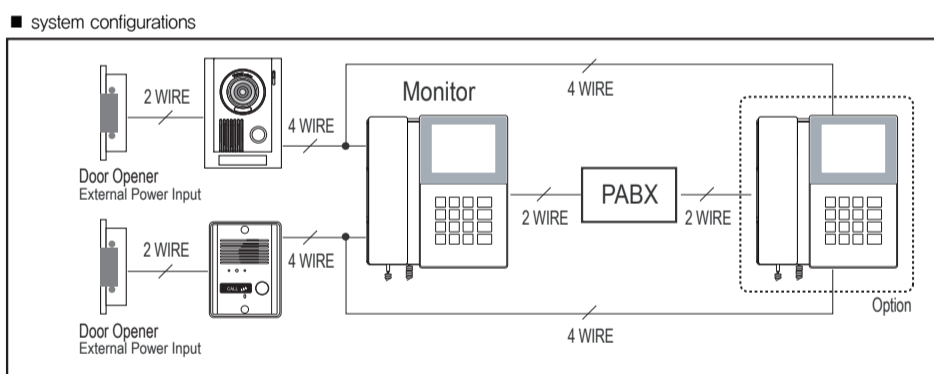 ■ system configurations
4 WIRE
Monitor
2 WIRE
4 WIRE
Door Opener
External Power Input
PABX
2 WIRE
2 WIRE
2 WIRE
4 WIRE
CALL
Option
Door Opener
External Power Input
4 WIRE